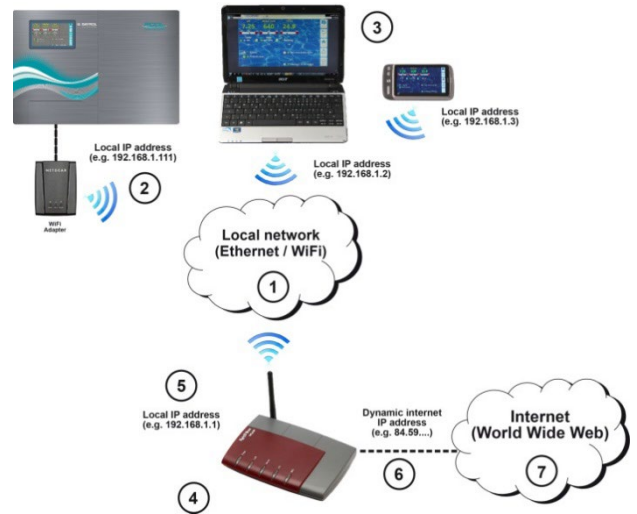 3
Local IP address
(e.g. 192.168.1.3)
Local IP address
(e.g. 192.168.1.111)
2
NETGEAR
WiFi
Adapter
Local IP address
(e.g. 192.168.1.2)
acer
Local network
(Ethernet / WiFi)
1
5
Local IP address
(e.g. 192.168.1.1)
Dynamic internet
IP address
(e.g. 84.59....)
6
Internet
(World Wide Web)
7
4